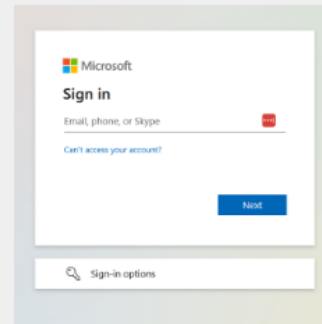 Microsoft
Sign in
Email, phone, or Skype
Can't access your account?
Next
Sign-in options